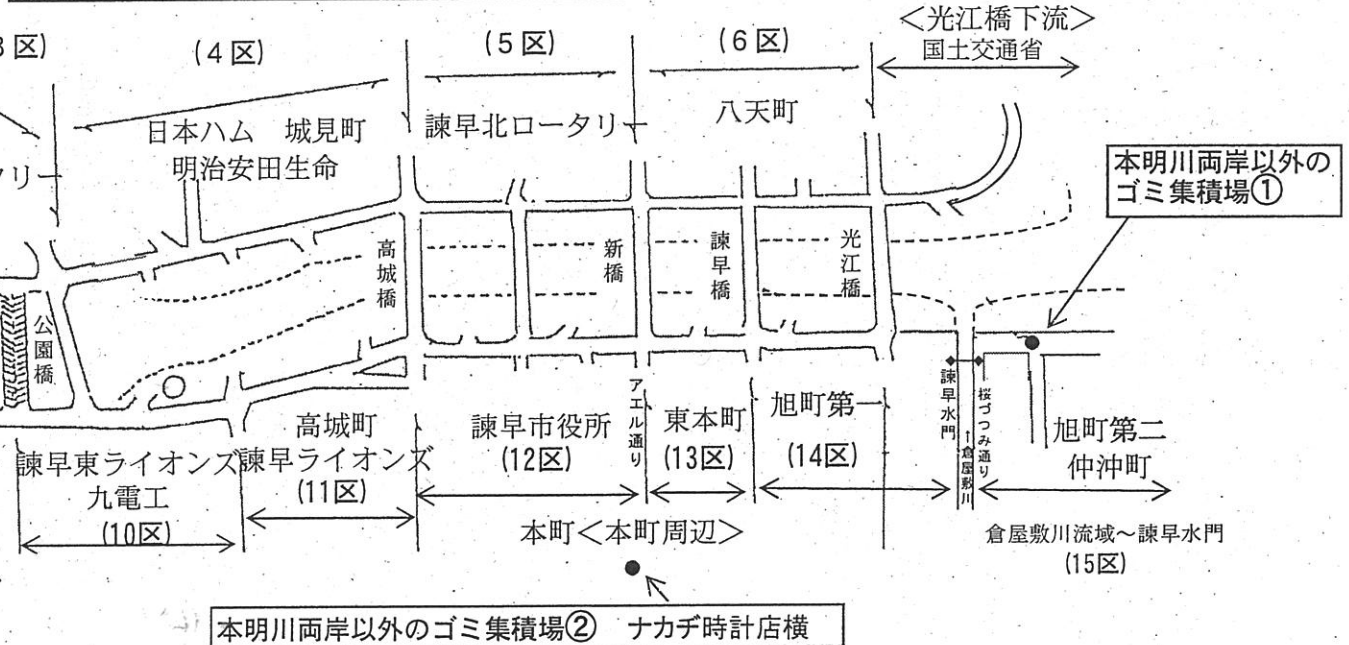 3区)
(4区)
(5区)
(6区)
＜光江橋下流＞
国土交通省
日本ハム　城見町
明治安田生命
諫早北ロータリー
八天町
本明川両岸以外の
ゴミ集積場①
リー
高城橋
新橋
諫早橋
光江橋
公園橋
アエル通り
諫早水門
桜づつみ通り
↑倉屋敷川
諫早東ライオンズ
九電工
(10区)
高城町
諫早ライオンズ
(11区)
諫早市役所
(12区)
東本町
(13区)
旭町第一
(14区)
旭町第二
仲沖町
倉屋敷川流域～諫早水門
(15区)
本町＜本町周辺＞
本明川両岸以外のゴミ集積場②　ナカヂ時計店横